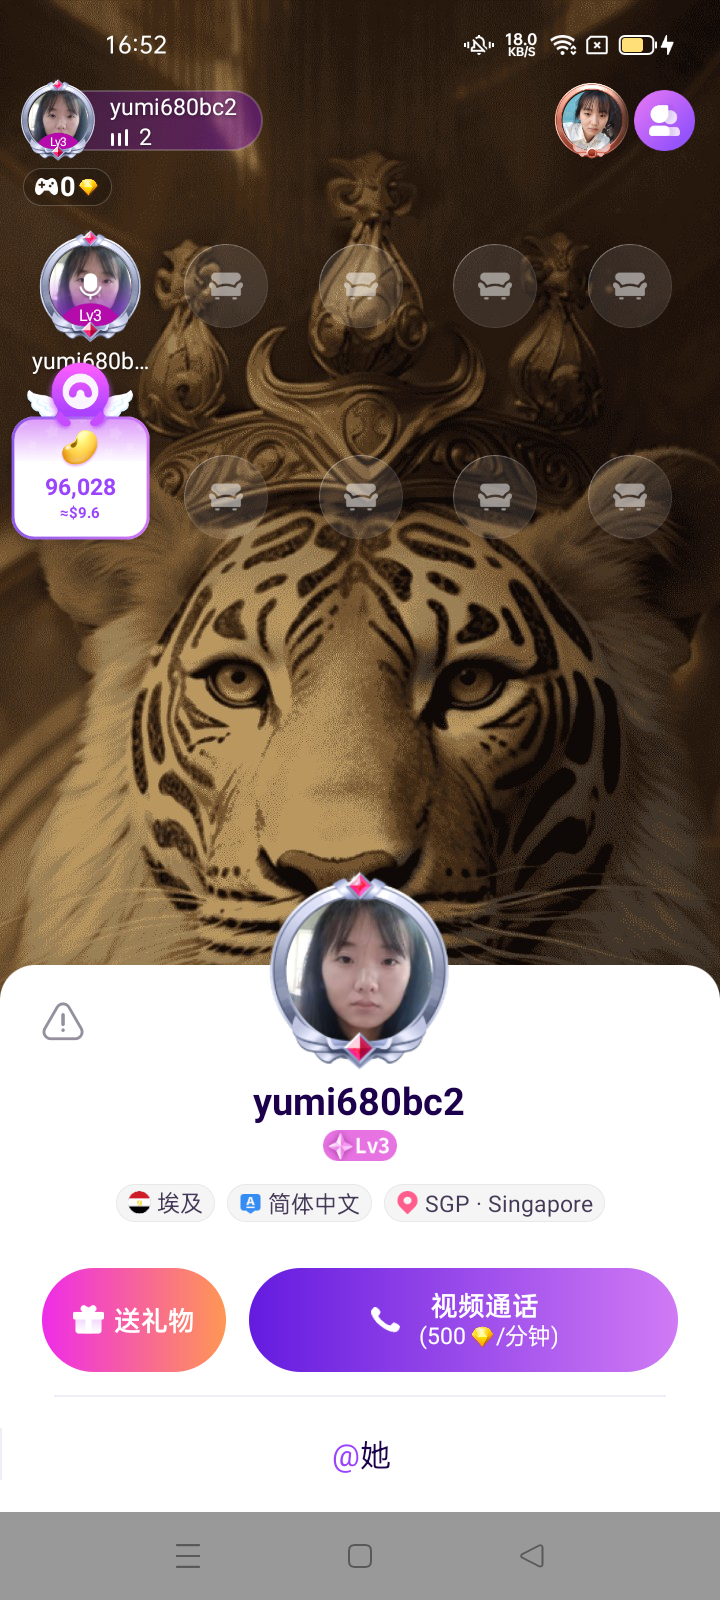 16:52
18.0
KB/S
yumi680bc2
Lv3
2
0
Lv3
yumi680b...
96,028
≈$9.6
yumi680bc2
Lv3
埃及
A 简体中文
SGP · Singapore
送礼物
视频通话
(500 /分钟)
@她